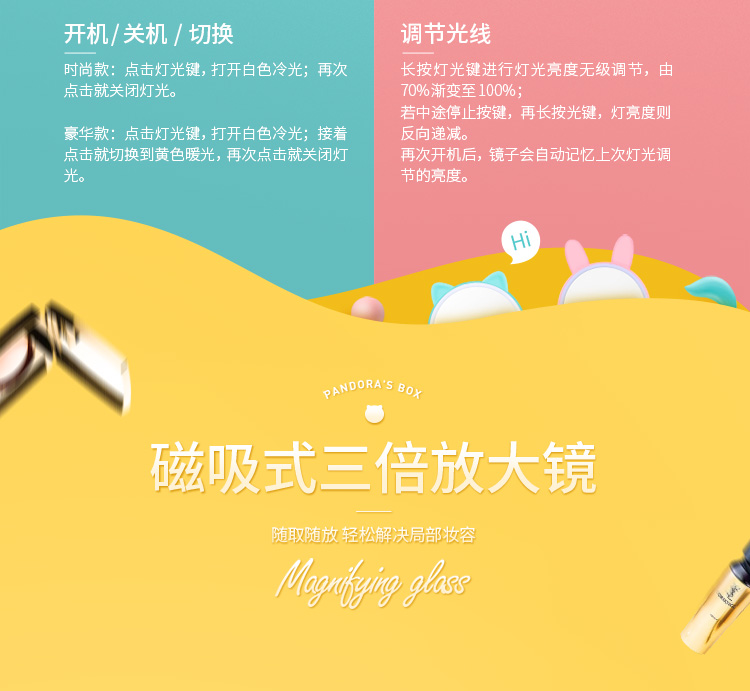 开机/关机 / 切换
时尚款：点击灯光键，打开白色冷光；再次
点击就关闭灯光。
豪华款：点击灯光键，打开白色冷光；接着
点击就切换到黄色暖光，再次点击就关闭灯
光。
调节光线
长按灯光键进行灯光亮度无级调节，由
70%渐变至100%；
若中途停止按键，再长按光键，灯亮度则
反向递减。
再次开机后，镜子会自动记忆上次灯光调
节的亮度。
Hi
PANDORA'S BOX
磁吸式三倍放大镜
随取随放 轻松解决局部妆容
Magnifying glass